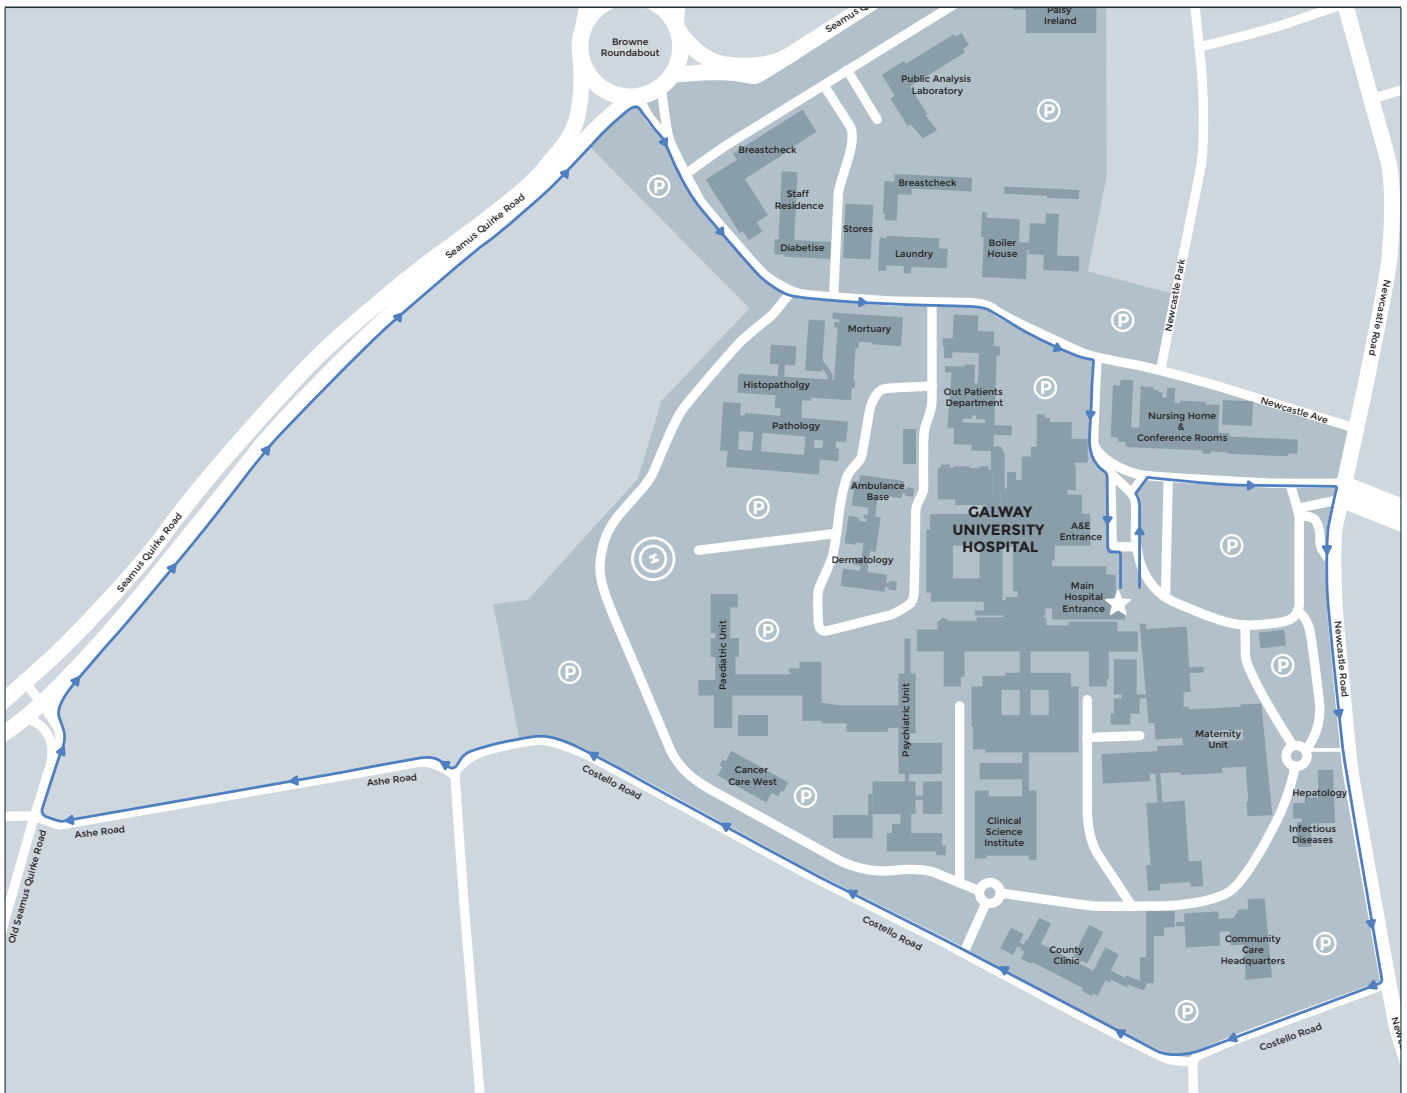 Paisy
Ireland
Seamus Qu
Browne
Roundabout
Public Analysis
Laboratory
P
Breastcheck
P
Breastcheck
Staff
Residence
Seamus Quirke Road
Stores
Diabetise
Laundry
Boiler
House
Newcastle Park
Newcastle Road
P
Mortuary
Histopatholgy
P
Out Patients
Department
Newcastle Ave
Nursing Home
&
Conference Rooms
Pathology
Ambulance
Base
P
GALWAY
UNIVERSITY
HOSPITAL
A&E
Entrance
P
Seamus Quirke Road
H
Dermatology
Main
Hospital
Entrance
P
Paediatric Unit
P
P
Newcastle Road
Psychiatric Unit
Maternity
Unit
Cancer
Care West
P
Costello Road
Ashe Road
Hepatology
Ashe Road
Clinical
Science
Institute
Infectious
Diseases
Old Seamus Quirke Road
Costello Road
County
Clinic
Community
Care
Headquarters
P
P
Costello Road
Newc